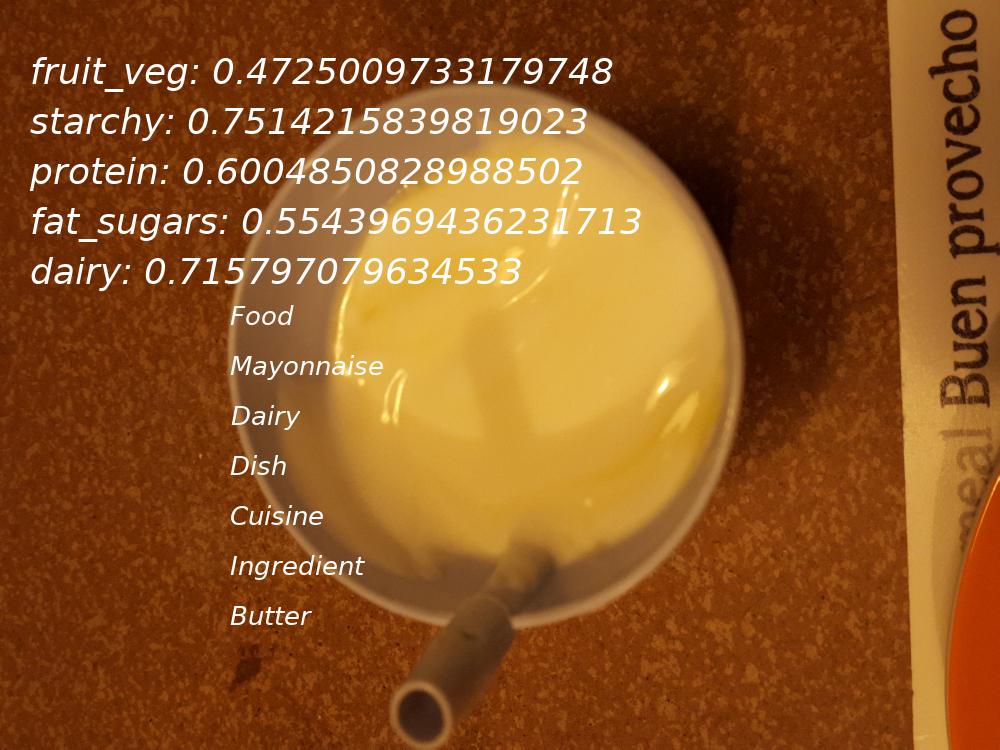 fruit_veg: 0.4725009733179748
starchy: 0.7514215839819023
protein: 0.6004850828988502
fat_sugars: 0.5543969436231713
dairy: 0.715797079634533
Food
Mayonnaise
Dairy
Dish
Cuisine
Ingredient
Butter
meal Buen provecho